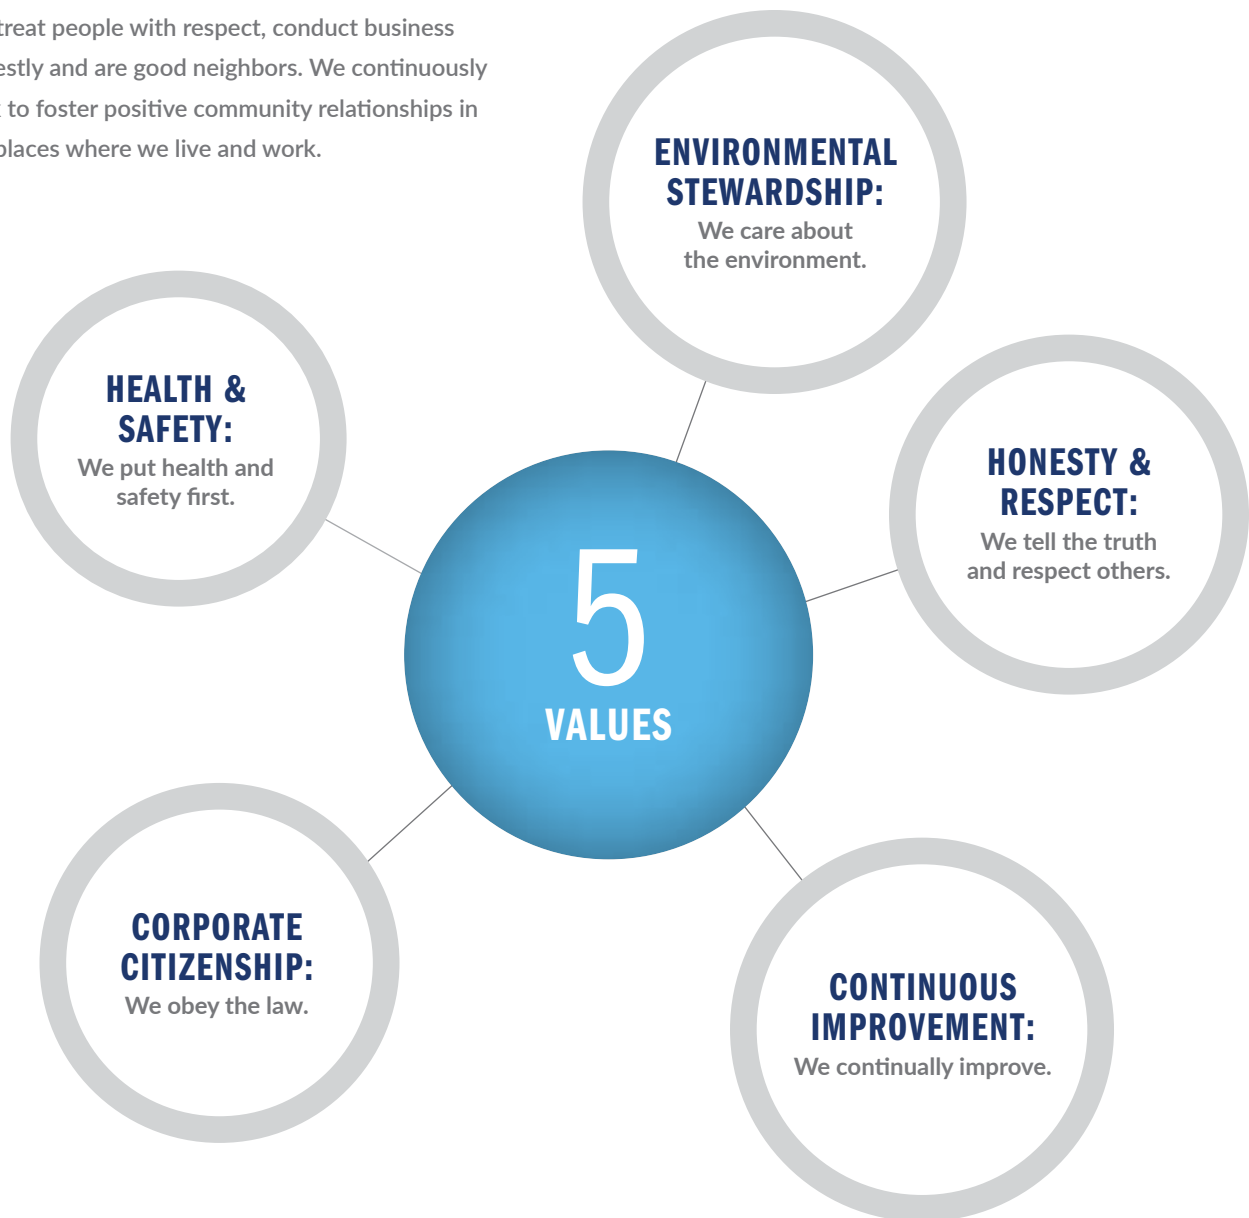 treat people with respect, conduct business
estly and are good neighbors. We continuously
to foster positive community relationships in
places where we live and work.
ENVIRONMENTAL
STEWARDSHIP:
We care about
the environment.
HEALTH &
SAFETY:
We put health and
safety first.
HONESTY &
RESPECT:
We tell the truth
and respect others.
5
VALUES
CORPORATE
CITIZENSHIP:
We obey the law.
CONTINUOUS
IMPROVEMENT:
We continually improve.